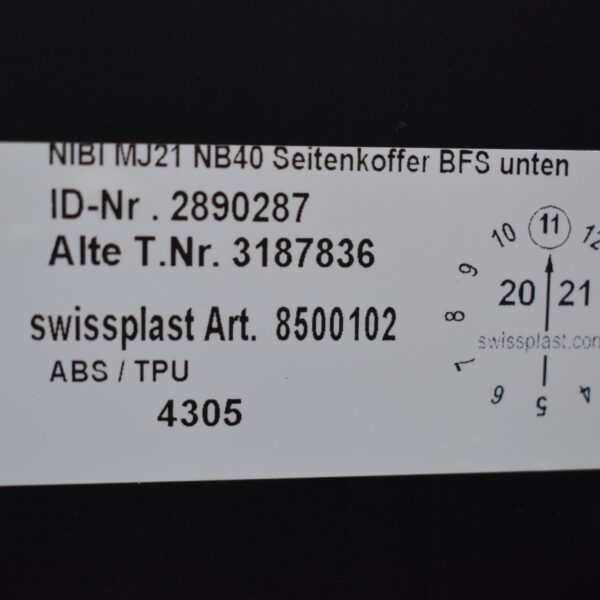 NIBI MJ21 NB40 Seitenkoffer BFS unten
ID-Nr . 2890287
Alte T.Nr. 3187836
swissplast Art. 8500102
ABS / TPU
4305
10 11 12
9
20 21
8
swissplast.com
7
6 5 4